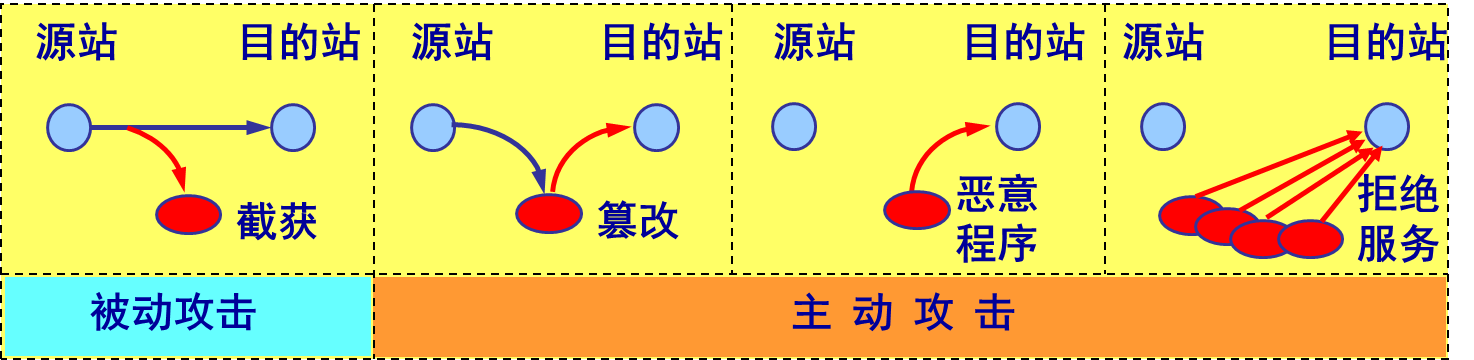 源站 目的站
截获
源站 目的站
篡改
源站 目的站
恶意
程序
源站 目的站
拒绝
服务
被动攻击
主动攻击